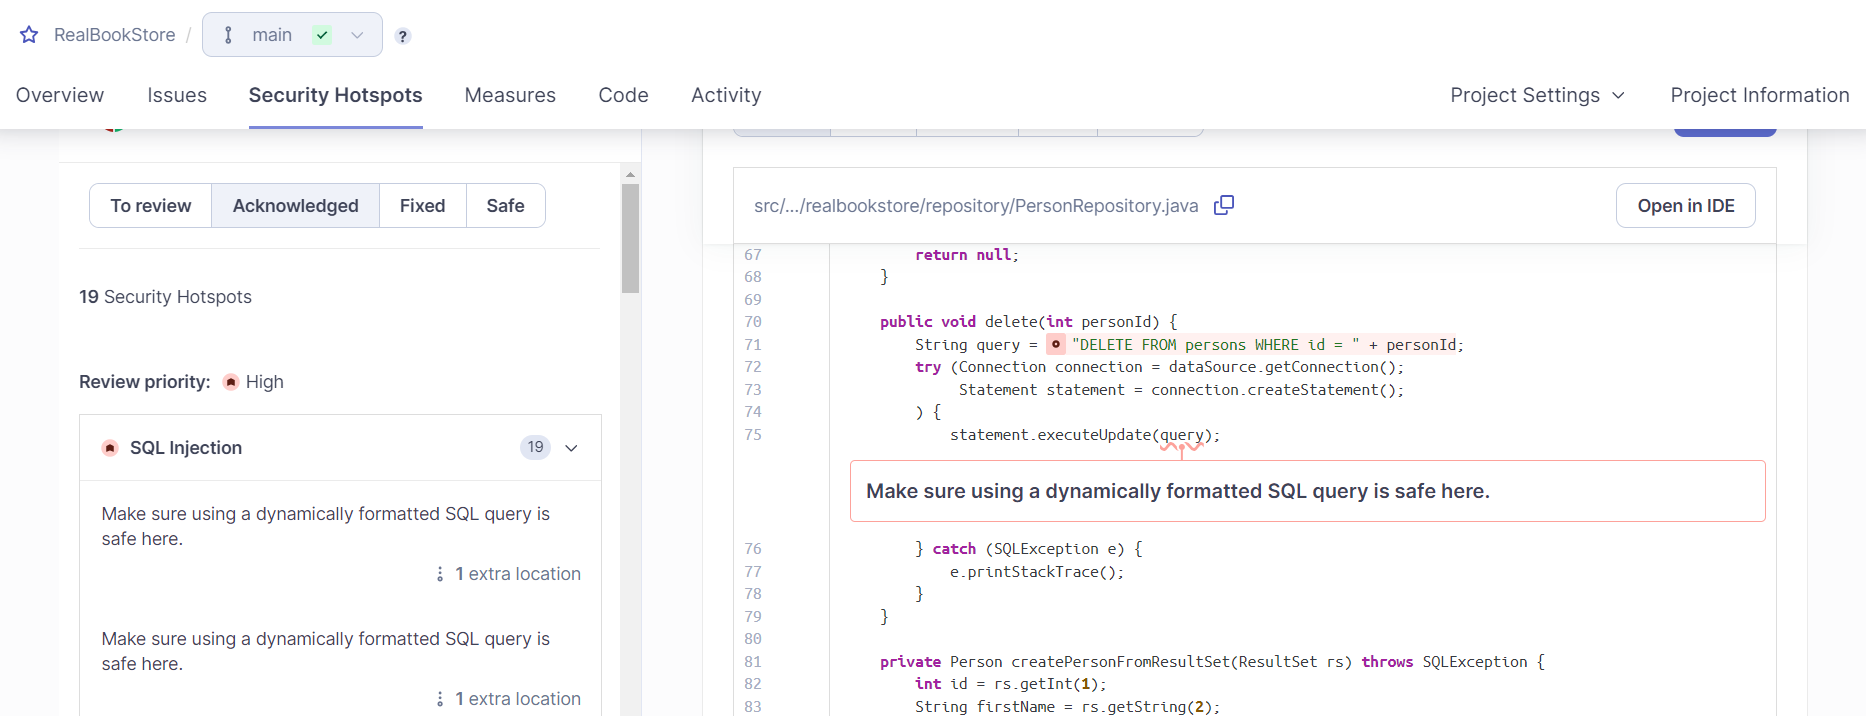 RealBookStore / main ?
Overview Issues Security Hotspots Measures Code Activity Project Settings Project Information
To review Acknowledged Fixed Safe
19 Security Hotspots
Review priority: High
SQL Injection 19
Make sure using a dynamically formatted SQL query is
safe here.
1 extra location
Make sure using a dynamically formatted SQL query is
safe here.
1 extra location
src/.../realbookstore/repository/PersonRepository.java Open in IDE
67 return null;
68 }
69
70 public void delete(int personId) {
71 String query = "DELETE FROM persons WHERE id = " + personId;
72 try (Connection connection = dataSource.getConnection();
73 Statement statement = connection.createStatement();
74 ) {
75 statement.executeUpdate(query);
Make sure using a dynamically formatted SQL query is safe here.
76 } catch (SQLException e) {
77 e.printStackTrace();
78 }
79 }
80
81 private Person createPersonFromResultSet(ResultSet rs) throws SQLException {
82 int id = rs.getInt(1);
83 String firstName = rs.getString(2);